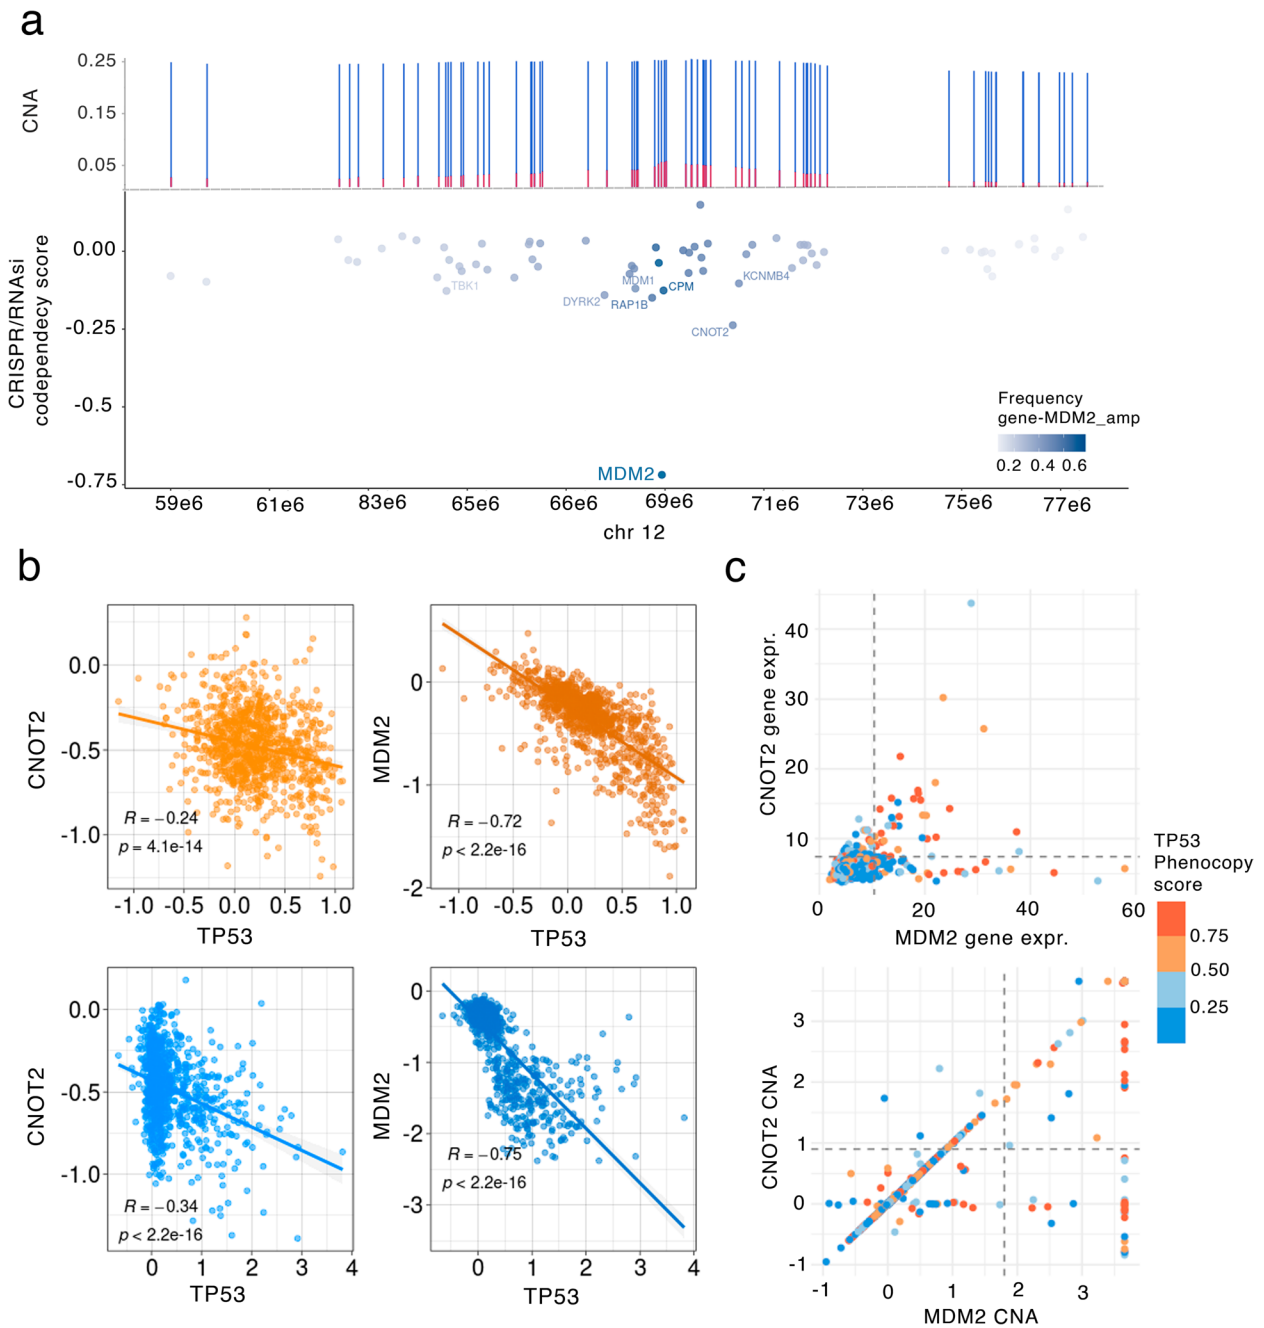 a
CNA
0.25
0.15
0.05
CRISPR/RNAsi
codependecy score
0.00
-0.25
-0.5
-0.75
TBK1
MDM1
CPM
DYRK2
RAP1B
KCNMB4
CNOT2
MDM2
Frequency
gene-MDM2_amp
0.2 0.4 0.6
59e6 61e6 83e6 65e6 66e6 69e6 71e6 73e6 75e6 77e6
chr 12
b
CNOT2
0.0
-0.5
-1.0
R = −0.24
p = 4.1e-14
-1.0 -0.5 0.0 0.5 1.0
TP53
MDM2
0
-1
-2
R = −0.72
p < 2.2e-16
-1.0 -0.5 0.0 0.5 1.0
TP53
CNOT2
0.0
-0.5
-1.0
R = −0.34
p < 2.2e-16
0 1 2 3 4
TP53
MDM2
0
-1
-2
-3
R = −0.75
p < 2.2e-16
0 1 2 3 4
TP53
c
CNOT2 gene expr.
40
30
20
10
0 20 40 60
MDM2 gene expr.
CNOT2 CNA
3
2
1
0
-1
-1 0 1 2 3
MDM2 CNA
TP53
Phenocopy
score
0.75
0.50
0.25